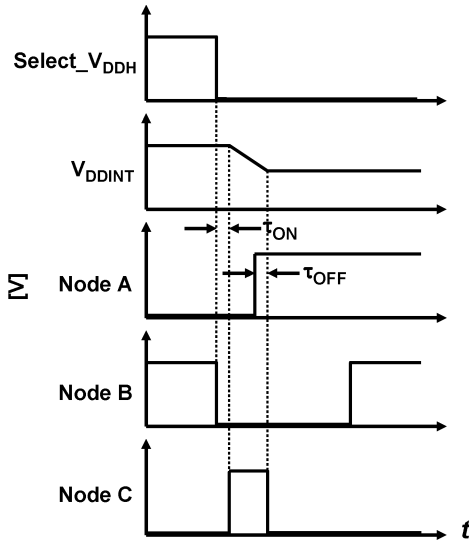 Select_VDDH
VDDINT
τON
[V]
Node A
τOFF
Node B
Node C
t